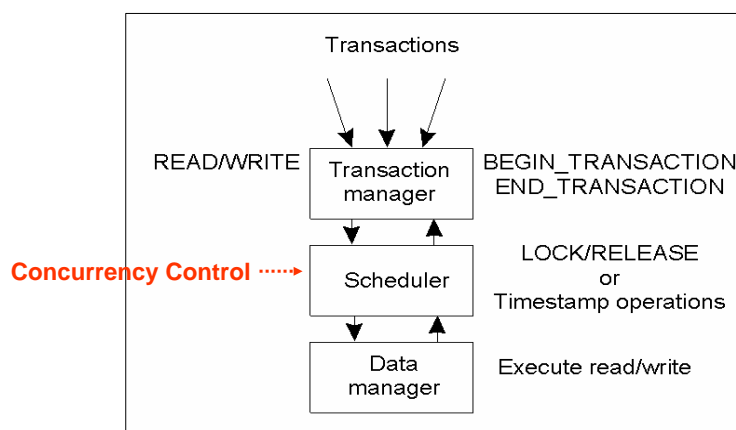 Transactions
READ/WRITE
Transaction
manager
BEGIN_TRANSACTION
END_TRANSACTION
Concurrency Control
Scheduler
LOCK/RELEASE
or
Timestamp operations
Data
manager
Execute read/write